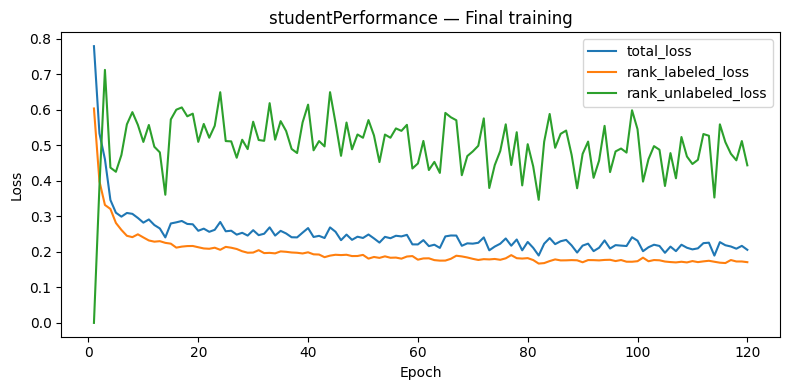 studentPerformance — Final training
total_loss
rank_labeled_loss
rank_unlabeled_loss
Loss
0.8
0.7
0.6
0.5
0.4
0.3
0.2
0.1
0.0
0 20 40 60 80 100 120
Epoch